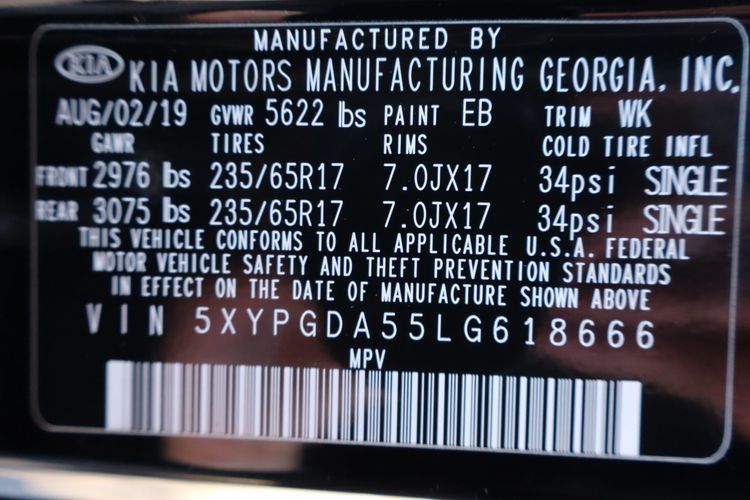 MANUFACTURED BY
KIA KIA MOTORS MANUFACTURING GEORGIA, INC.
AUG/02/19 GVWR 5622 lbs PAINT EB TRIM WK
GAWR TIRES RIMS COLD TIRE INFL
FRONT 2976 lbs 235/65R17 7.0JX17 34psi SINGLE
REAR 3075 lbs 235/65R17 7.0JX17 34psi SINGLE
THIS VEHICLE CONFORMS TO ALL APPLICABLE U.S.A. FEDERAL
MOTOR VEHICLE SAFETY AND THEFT PREVENTION STANDARDS
IN EFFECT ON THE DATE OF MANUFACTURE SHOWN ABOVE
VIN 5XYPGDA55LG618666
MPV